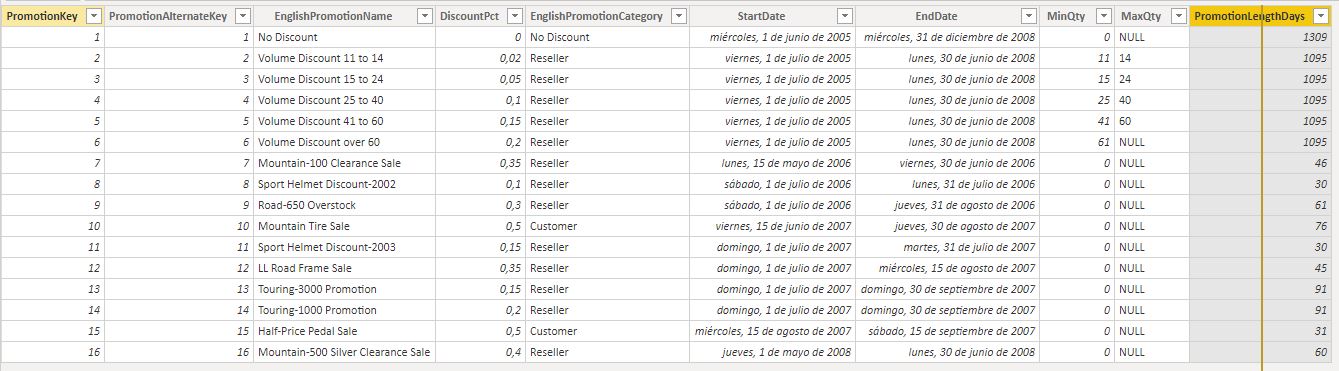 PromotionKey PromotionAlternateKey EnglishPromotionName DiscountPct EnglishPromotionCategory StartDate EndDate MinQty MaxQty PromotionLengthDays
1 1 No Discount 0 No Discount miércoles, 1 de junio de 2005 miércoles, 31 de diciembre de 2008 0 NULL 1309
2 2 Volume Discount 11 to 14 0,02 Reseller viernes, 1 de julio de 2005 lunes, 30 de junio de 2008 11 14 1095
3 3 Volume Discount 15 to 24 0,05 Reseller viernes, 1 de julio de 2005 lunes, 30 de junio de 2008 15 24 1095
4 4 Volume Discount 25 to 40 0,1 Reseller viernes, 1 de julio de 2005 lunes, 30 de junio de 2008 25 40 1095
5 5 Volume Discount 41 to 60 0,15 Reseller viernes, 1 de julio de 2005 lunes, 30 de junio de 2008 41 60 1095
6 6 Volume Discount over 60 0,2 Reseller viernes, 1 de julio de 2005 lunes, 30 de junio de 2008 61 NULL 1095
7 7 Mountain-100 Clearance Sale 0,35 Reseller lunes, 15 de mayo de 2006 viernes, 30 de junio de 2006 0 NULL 46
8 8 Sport Helmet Discount-2002 0,1 Reseller sábado, 1 de julio de 2006 lunes, 31 de julio de 2006 0 NULL 30
9 9 Road-650 Overstock 0,3 Reseller sábado, 1 de julio de 2006 jueves, 31 de agosto de 2006 0 NULL 61
10 10 Mountain Tire Sale 0,5 Customer viernes, 15 de junio de 2007 jueves, 30 de agosto de 2007 0 NULL 76
11 11 Sport Helmet Discount-2003 0,15 Reseller domingo, 1 de julio de 2007 martes, 31 de julio de 2007 0 NULL 30
12 12 LL Road Frame Sale 0,35 Reseller domingo, 1 de julio de 2007 miércoles, 15 de agosto de 2007 0 NULL 45
13 13 Touring-3000 Promotion 0,15 Reseller domingo, 1 de julio de 2007 domingo, 30 de septiembre de 2007 0 NULL 91
14 14 Touring-1000 Promotion 0,2 Reseller domingo, 1 de julio de 2007 domingo, 30 de septiembre de 2007 0 NULL 91
15 15 Half-Price Pedal Sale 0,5 Customer miércoles, 15 de agosto de 2007 sábado, 15 de septiembre de 2007 0 NULL 31
16 16 Mountain-500 Silver Clearance Sale 0,4 Reseller jueves, 1 de mayo de 2008 lunes, 30 de junio de 2008 0 NULL 60